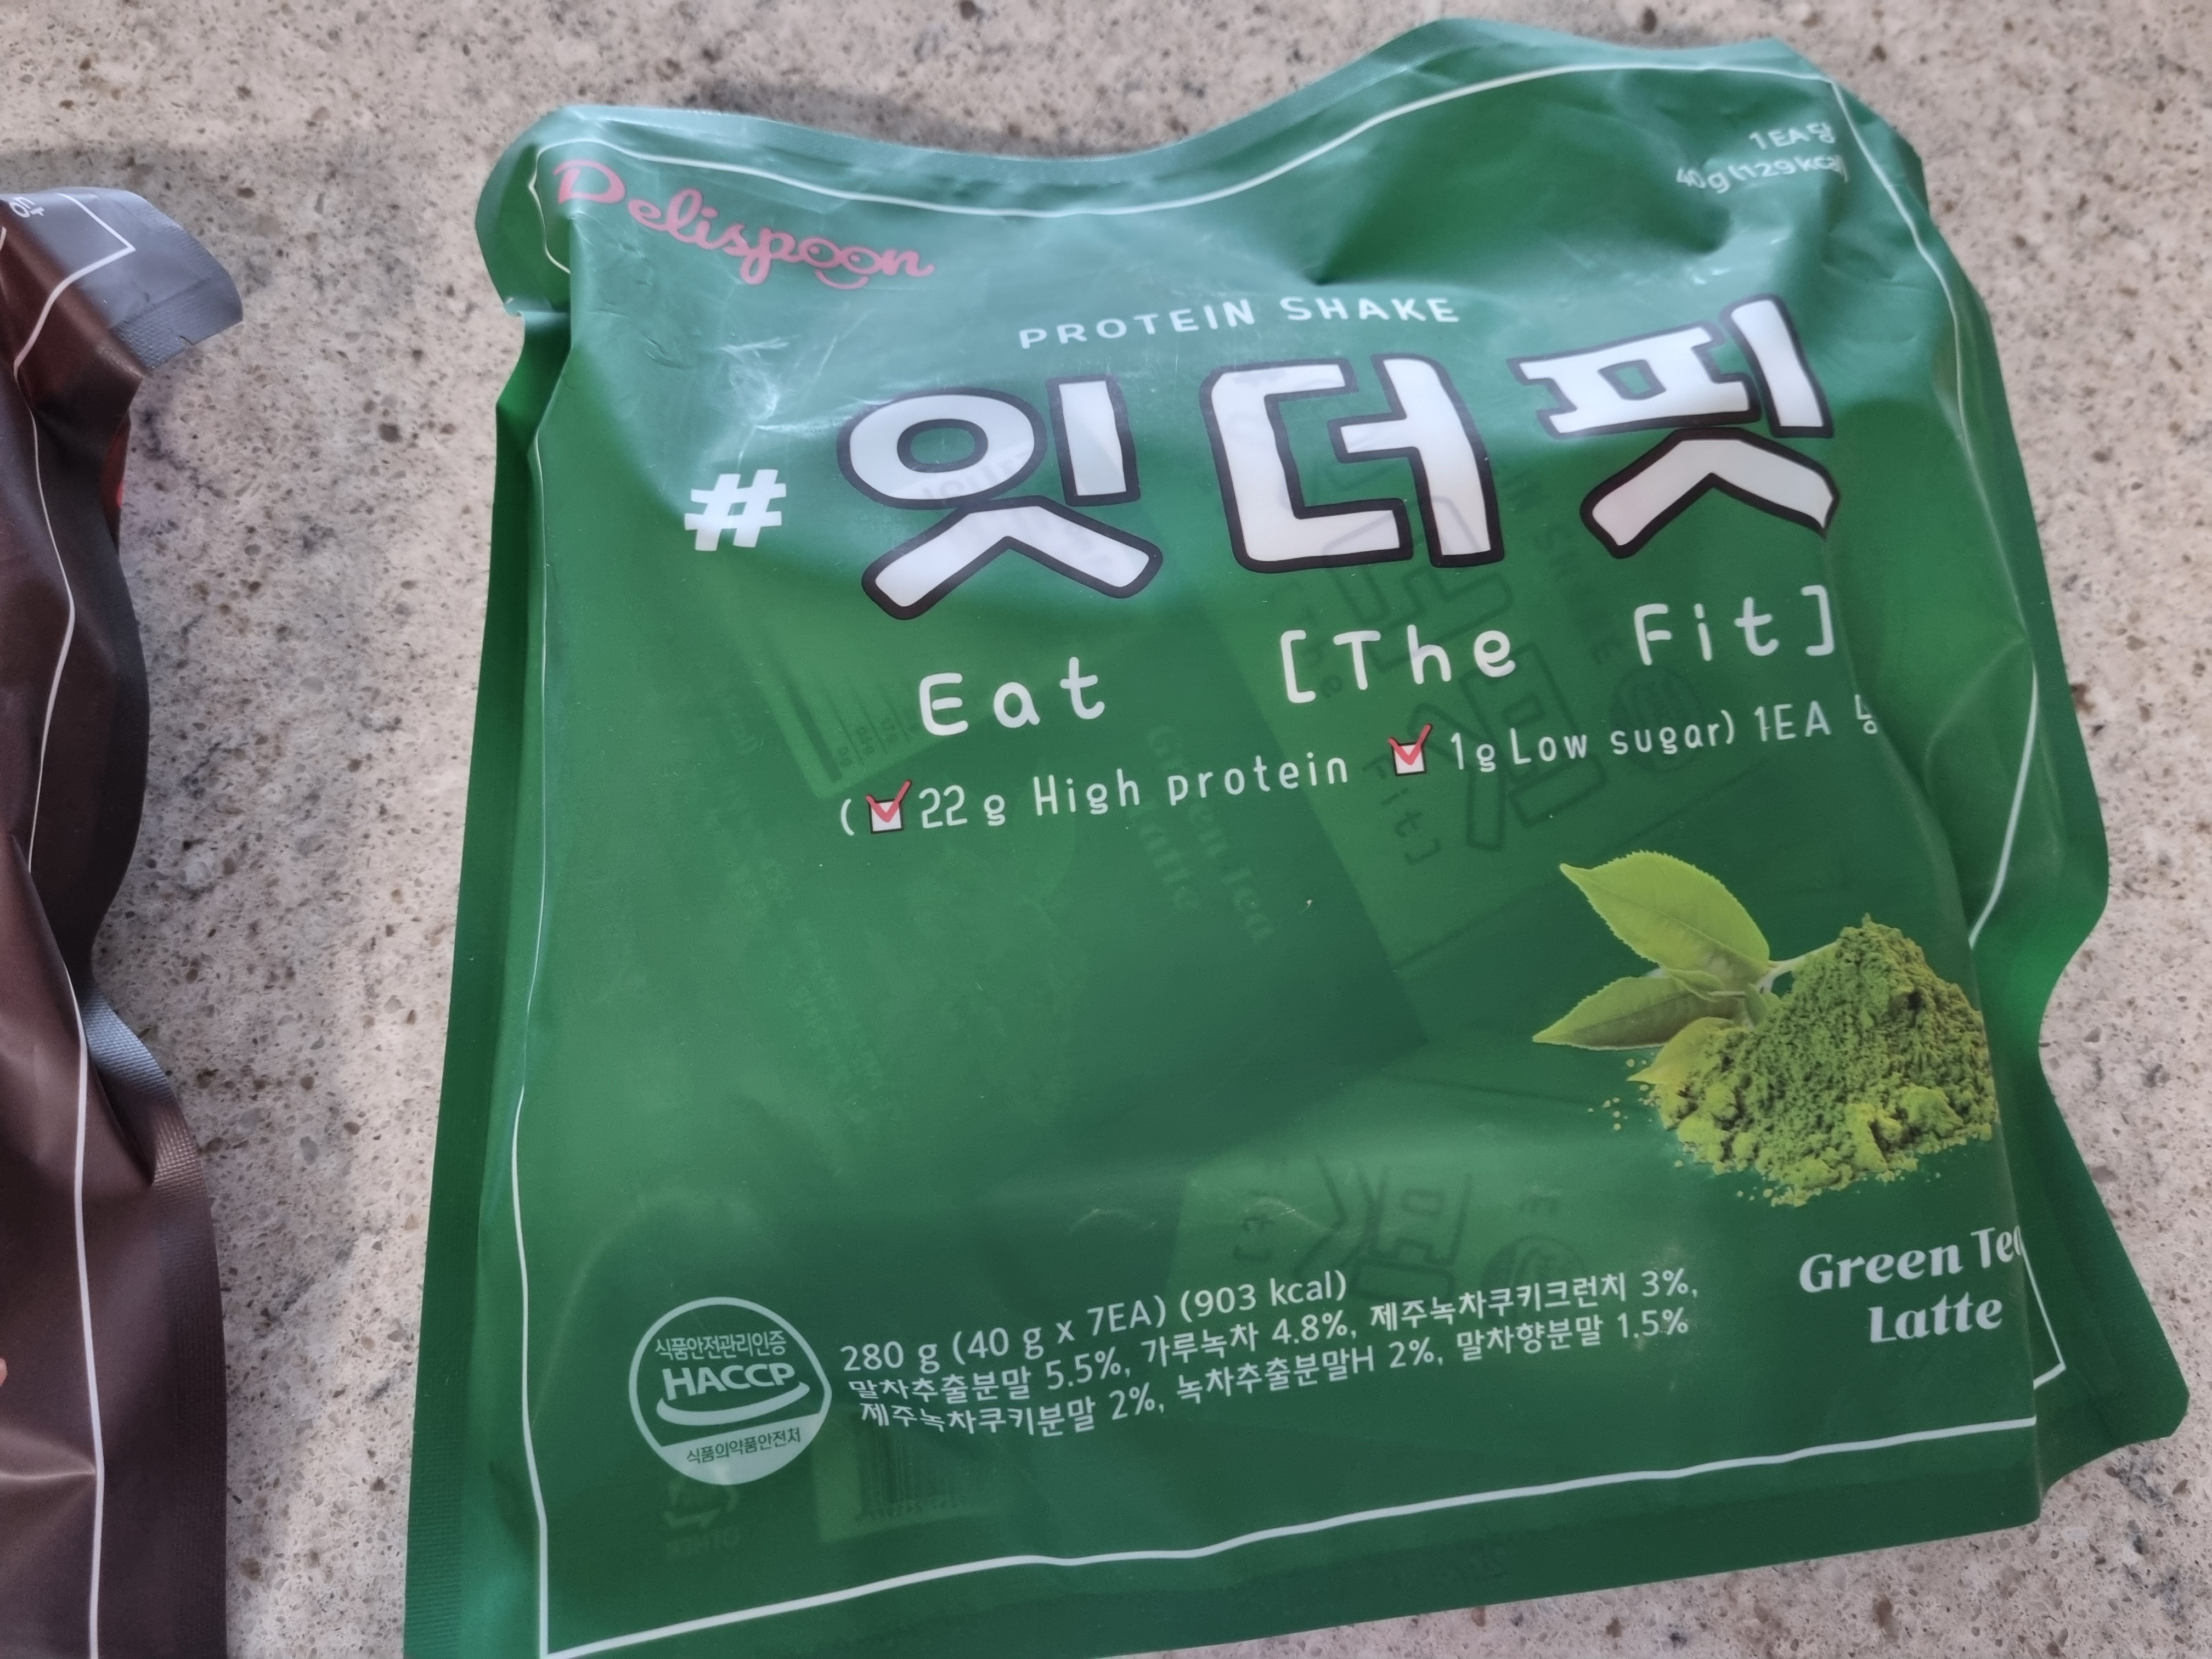 Delispoon
1EA 당
40g (129kcal)
PROTEIN SHAKE
#잇더핏
Eat [The Fit]
(22 g High protein 1g Low sugar) 1EA 당
Green Tea
Latte
280 g (40 g x 7EA) (903 kcal)
말차추출분말 5.5%, 가루녹차 4.8%, 제주녹차쿠키크런치 3%,
제주녹차쿠키분말 2%, 녹차추출분말H 2%, 말차향분말 1.5%
식품안전관리인증
HACCP
식품의약품안전처